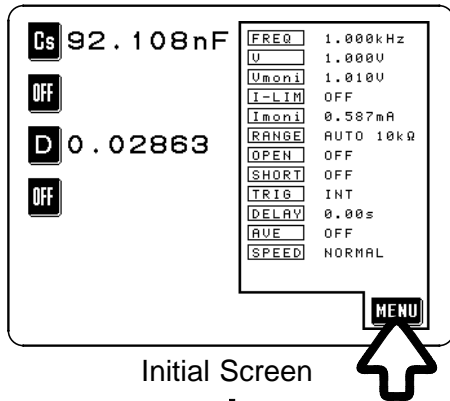 Cs 92.108nF
OFF
D 0.02863
OFF
FREQ 1.000kHz
V 1.000V
Vmoni 1.010V
I-LIM OFF
Imoni 0.587mA
RANGE AUTO 10kΩ
OPEN OFF
SHORT OFF
TRIG INT
DELAY 0.00s
AVE OFF
SPEED NORMAL
MENU
Initial Screen